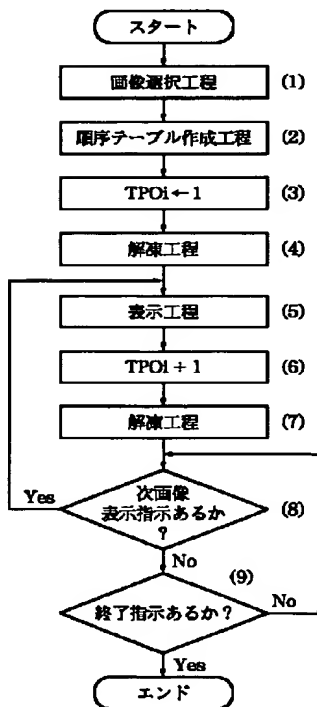 スタート
画像選択工程 (1)
順序テーブル作成工程 (2)
TPOi←1 (3)
解凍工程 (4)
表示工程 (5)
TPOi+1 (6)
解凍工程 (7)
次画像
表示指示あるか
?
(8)
Yes
No
(9)
終了指示あるか?
No
Yes
エンド